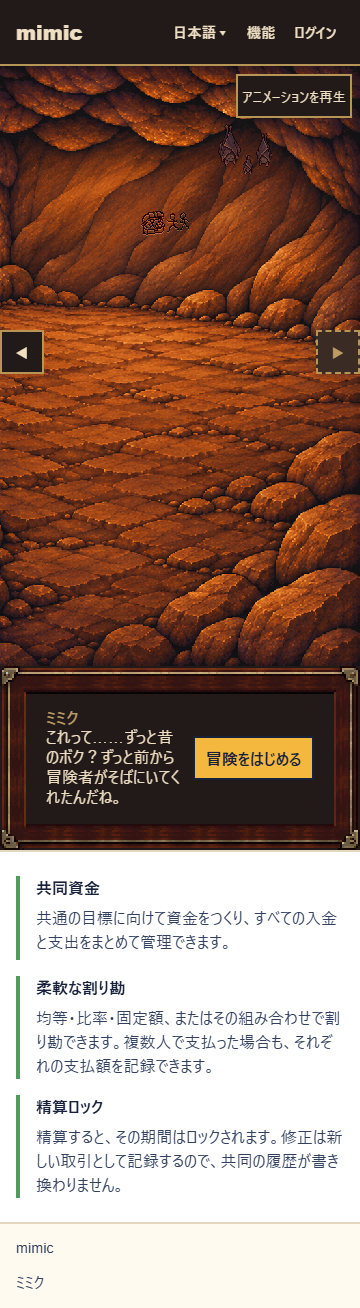 mimic
日本語▼ 機能 ログイン
アニメーションを再生
ミミク
これって……ずっと昔
のボク？ずっと前から
冒険者がそばにいてく
れたんだね。
冒険をはじめる
共同資金
共通の目標に向けて資金をつくり、すべての入金
と支出をまとめて管理できます。
柔軟な割り勘
均等・比率・固定額、またはその組み合わせで割
り勘できます。複数人で支払った場合も、それぞ
れの支払額を記録できます。
精算ロック
精算すると、その期間はロックされます。修正は新
しい取引として記録するので、共同の履歴が書き
換わりません。
mimic
ミミク